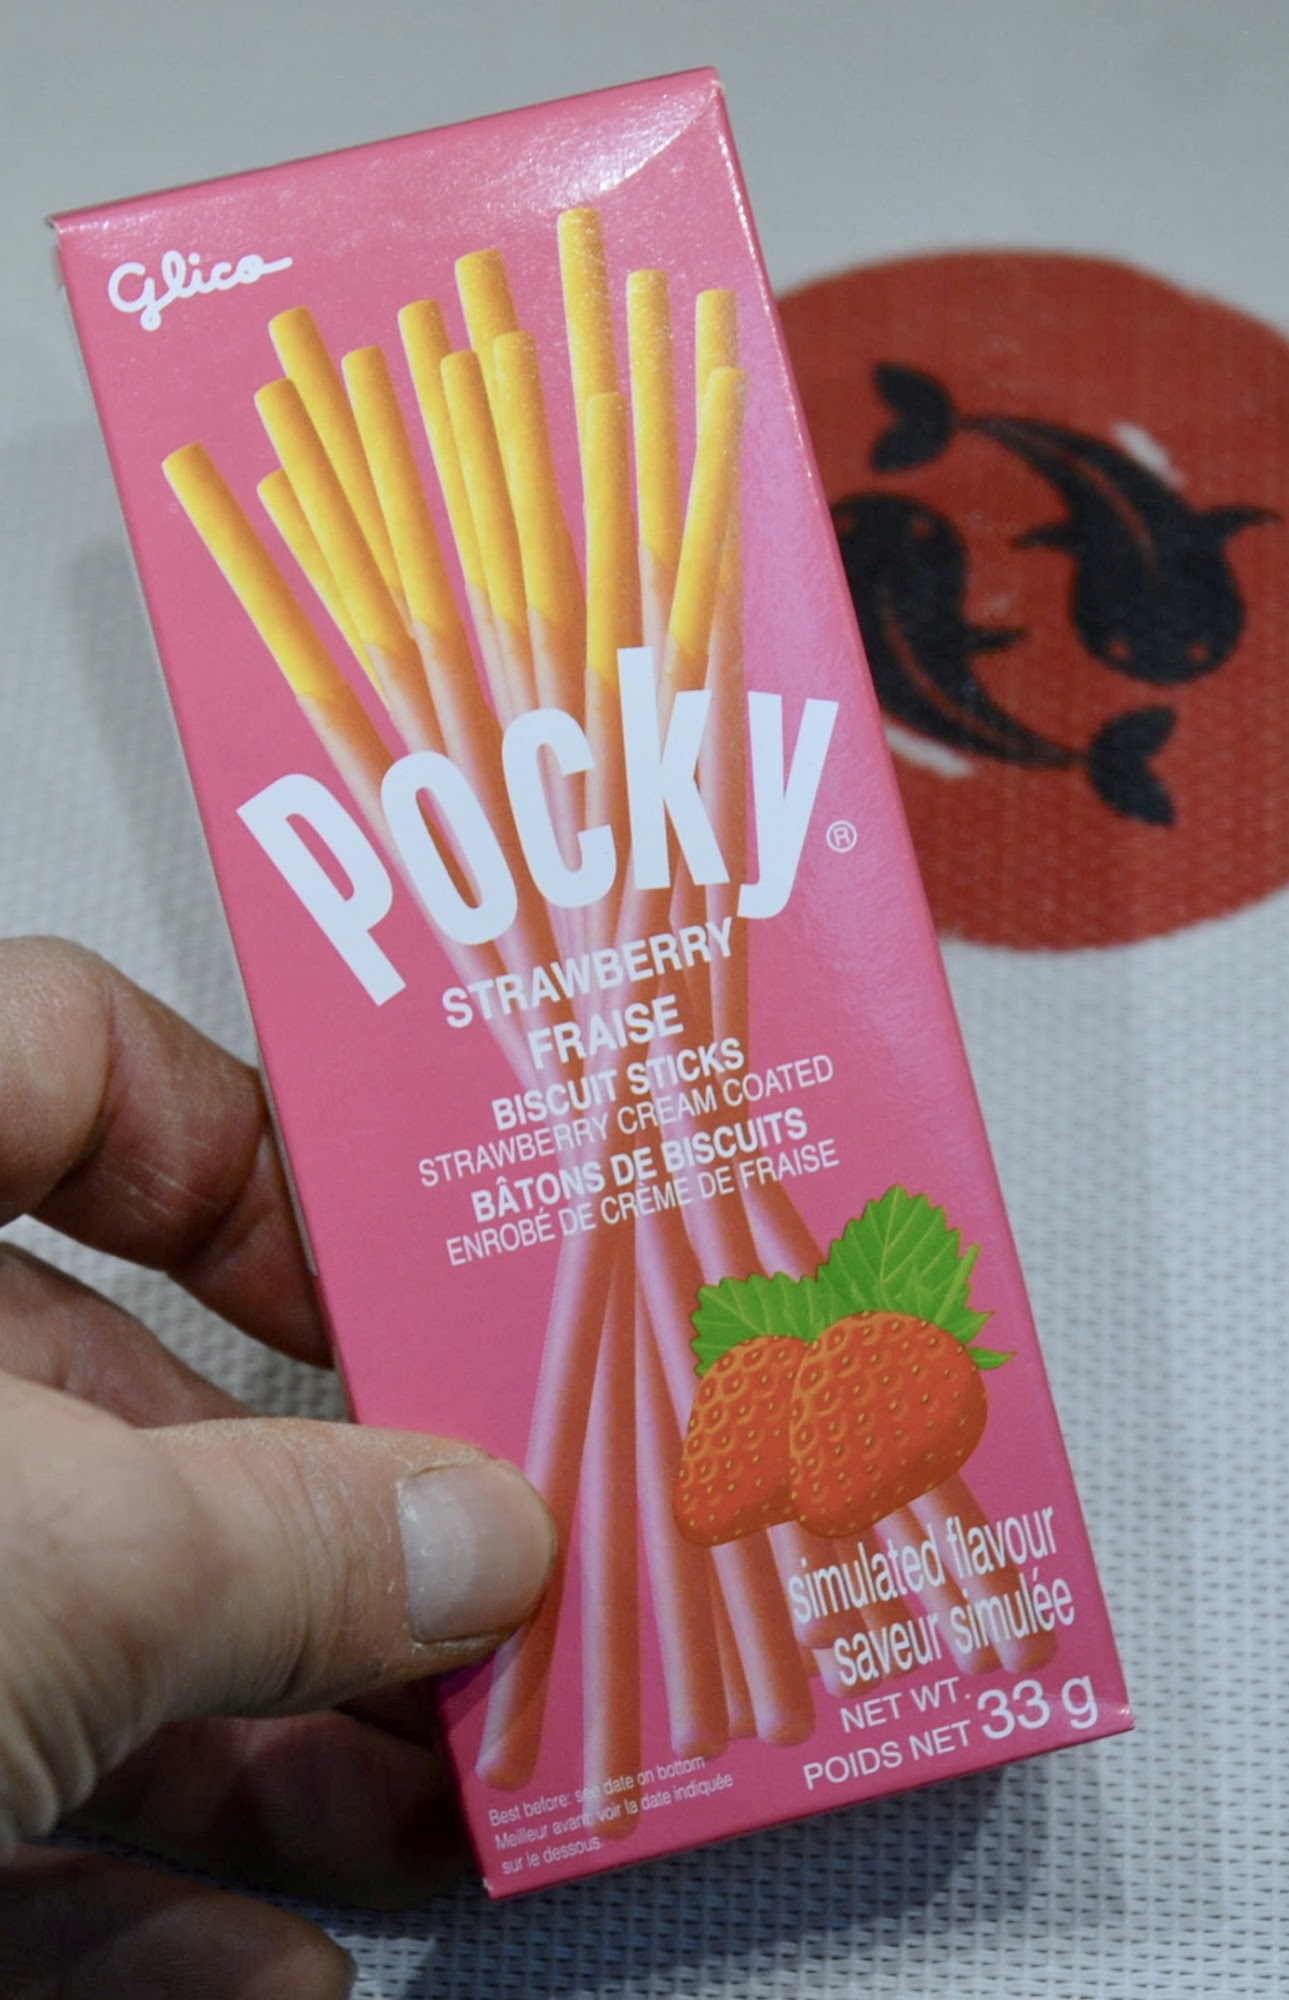 Glico
Pocky®
STRAWBERRY
FRAISE
BISCUIT STICKS
STRAWBERRY CREAM COATED
BÂTONS DE BISCUITS
ENROBÉ DE CRÈME DE FRAISE
simulated flavour
saveur simulée
NET WT.
POIDS NET 33 g
Best before: see date on bottom
Meilleur avant: voir la date indiquée
sur le dessous.